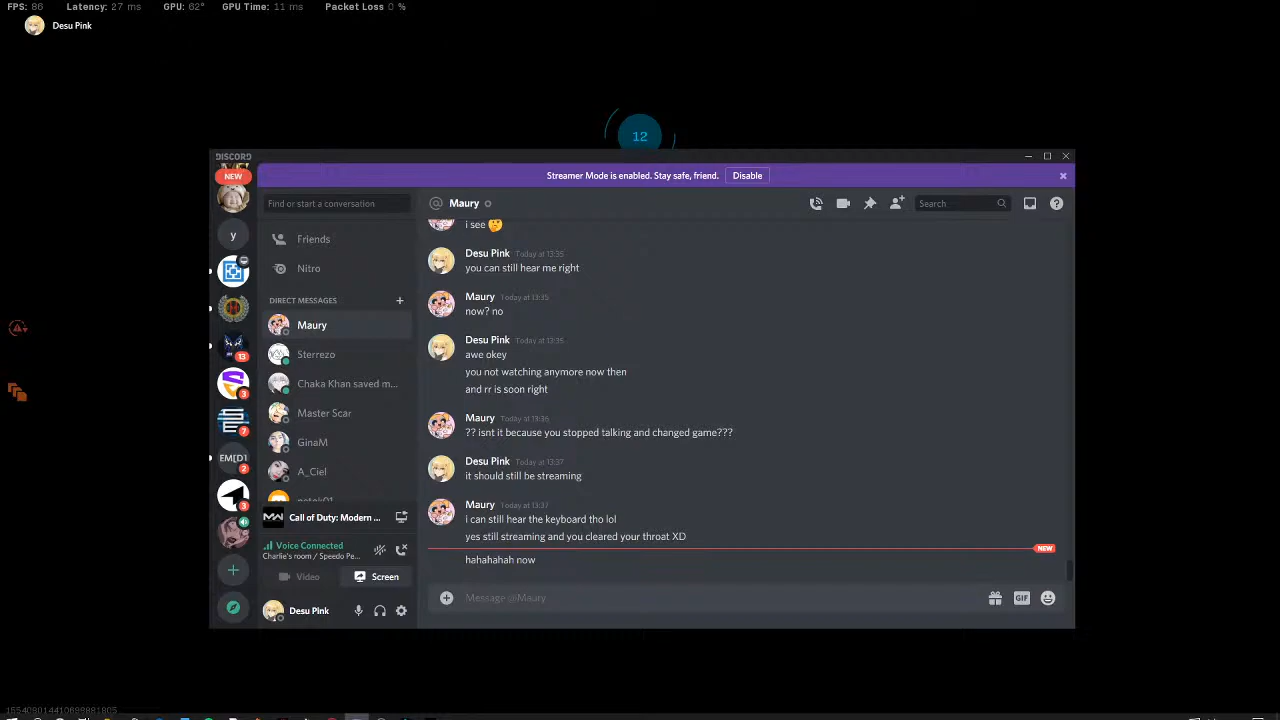 FPS: 86 Latency: 27 ms GPU: 62° GPU Time: 11 ms Packet Loss 0 %
Desu Pink
12
DISCORD
NEW
Streamer Mode is enabled. Stay safe, friend. Disable
Find or start a conversation
@ Maury
Search
y
Friends
Nitro
DIRECT MESSAGES +
Maury
Sterrezo
Chaka Khan saved m...
Master Scar
GinaM
A_Ciel
13
3
7
EM[D1
2
3
Call of Duty: Modern ...
Voice Connected
Charlie's room / Speedo Pe...
Video
Screen
Desu Pink
i see
Desu Pink Today at 13:35
you can still hear me right
Maury Today at 13:35
now? no
Desu Pink Today at 13:35
awe okey
you not watching anymore now then
and rr is soon right
Maury Today at 13:36
?? isnt it because you stopped talking and changed game???
Desu Pink Today at 13:37
it should still be streaming
Maury Today at 13:37
i can still hear the keyboard tho lol
yes still streaming and you cleared your throat XD
NEW
hahahahah now
Message @Maury
GIF